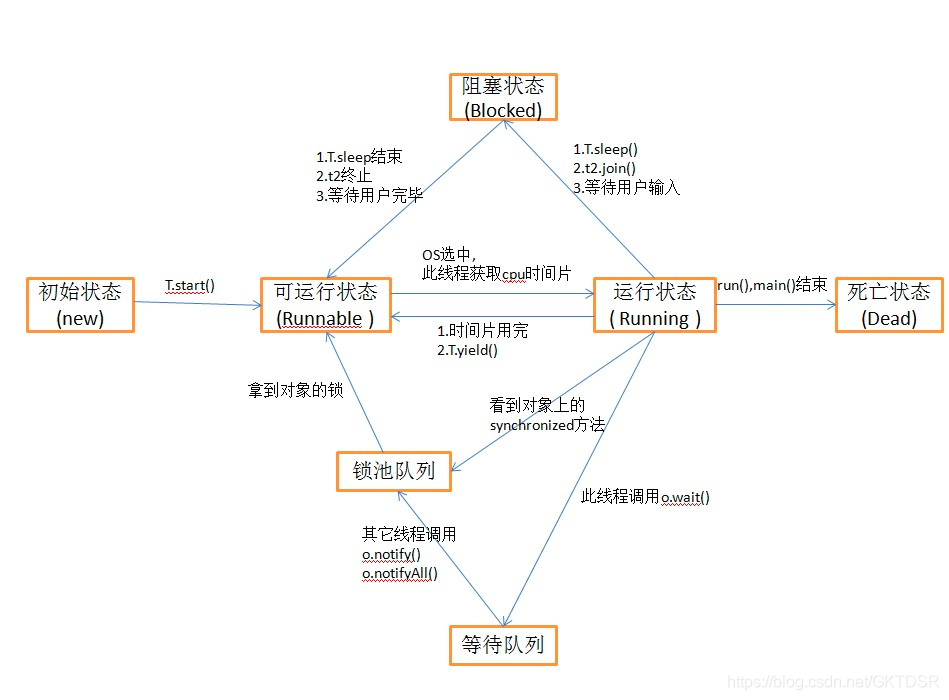 阻塞状态
(Blocked)
1.T.sleep结束
2.t2终止
3.等待用户完毕
1.T.sleep()
2.t2.join()
3.等待用户输入
初始状态
(new)
T.start()
可运行状态
(Runnable )
OS选中,
此线程获取cpu时间片
1.时间片用完
2.T.yield()
运行状态
( Running )
run(),main()结束
死亡状态
(Dead)
拿到对象的锁
看到对象上的
synchronized方法
锁池队列
此线程调用o.wait()
其它线程调用
o.notify()
o.notifyAll()
等待队列
https://blog.csdn.net/GKTDSR